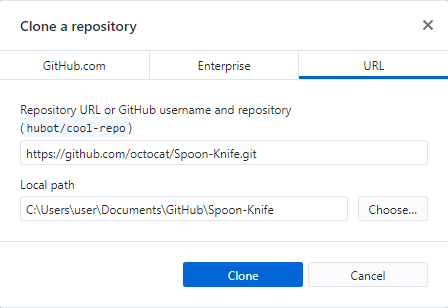 Clone a repository
GitHub.com
Enterprise
URL
Repository URL or GitHub username and repository
(hubot/cool-repo)
https://github.com/octocat/Spoon-Knife.git
Local path
C:\Users\user\Documents\GitHub\Spoon-Knife
Choose...
Clone
Cancel